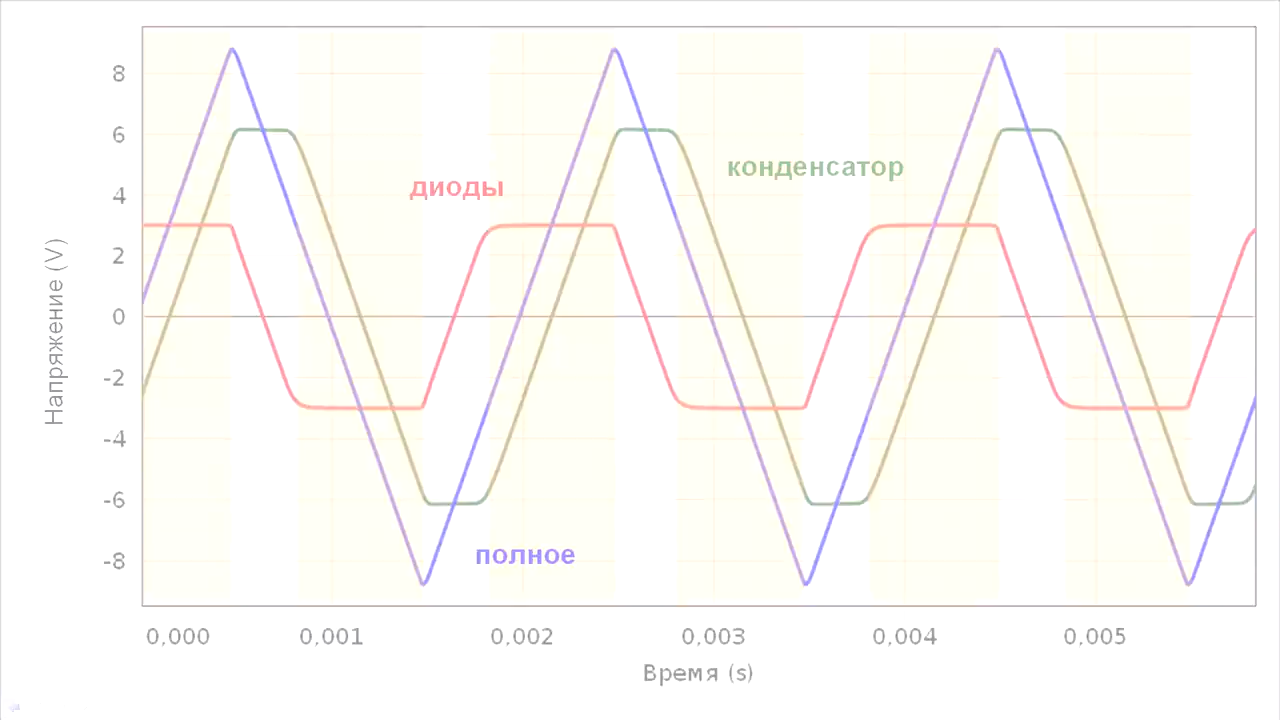 8
6
4
2
0
-2
-4
-6
-8
Напряжение (V)
диоды
конденсатор
полное
0,000 0,001 0,002 0,003 0,004 0,005
Время (s)